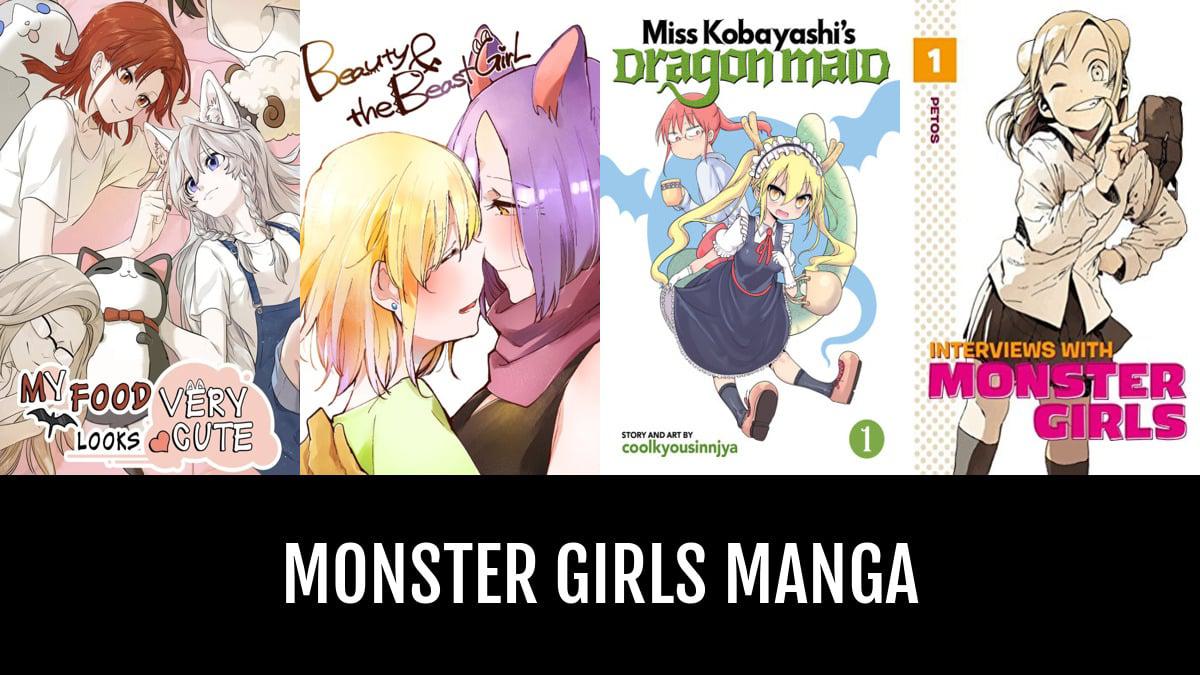 MY FOOD
LOOKS
VERY
CUTE
Beauty &
the Beast Girl
Miss Kobayashi's
Dragon maid
STORY AND ART BY
coolkyousinnjya
1
1
PETOS
INTERVIEWS WITH
MONSTER
GIRLS
MONSTER GIRLS MANGA